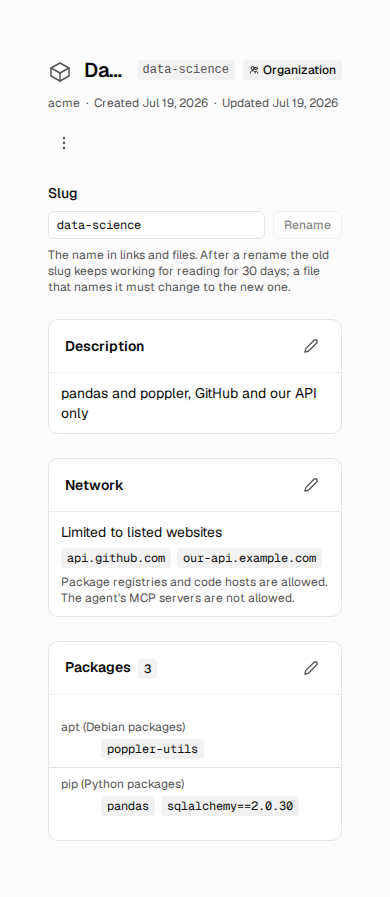 Da... data-science Organization
acme · Created Jul 19, 2026 · Updated Jul 19, 2026
Slug
data-science Rename
The name in links and files. After a rename the old
slug keeps working for reading for 30 days; a file
that names it must change to the new one.
Description
pandas and poppler, GitHub and our API
only
Network
Limited to listed websites
api.github.com our-api.example.com
Package registries and code hosts are allowed.
The agent's MCP servers are not allowed.
Packages 3
apt (Debian packages)
poppler-utils
pip (Python packages)
pandas sqlalchemy==2.0.30